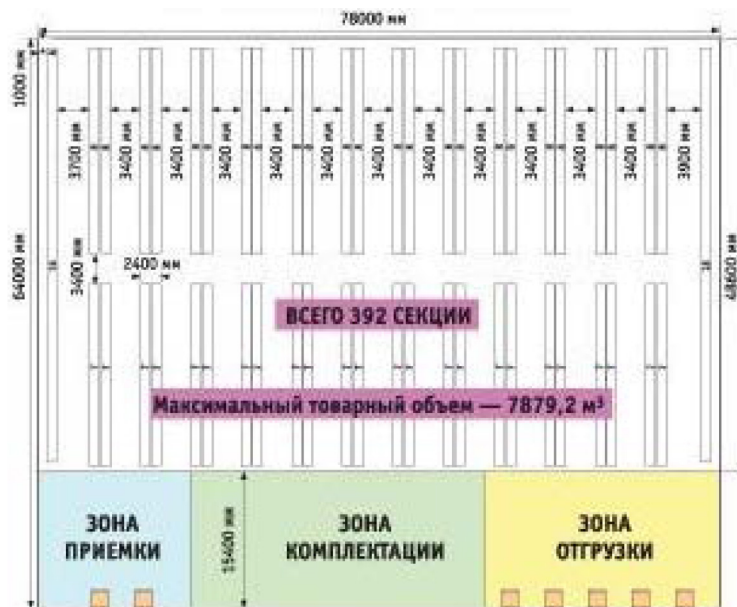 78000 мм
1000 мм
3700 мм
3400 мм
3400 мм
3400 мм
3400 мм
3400 мм
3400 мм
3400 мм
3400 мм
3400 мм
3400 мм
3400 мм
3900 мм
64000 мм
3400 мм
2400 мм
48600 мм
ВСЕГО 392 СЕКЦИИ
Максимальный товарный объем — 7879,2 м³
ЗОНА
ПРИЕМКИ
15400 мм
ЗОНА
КОМПЛЕКТАЦИИ
ЗОНА
ОТГРУЗКИ